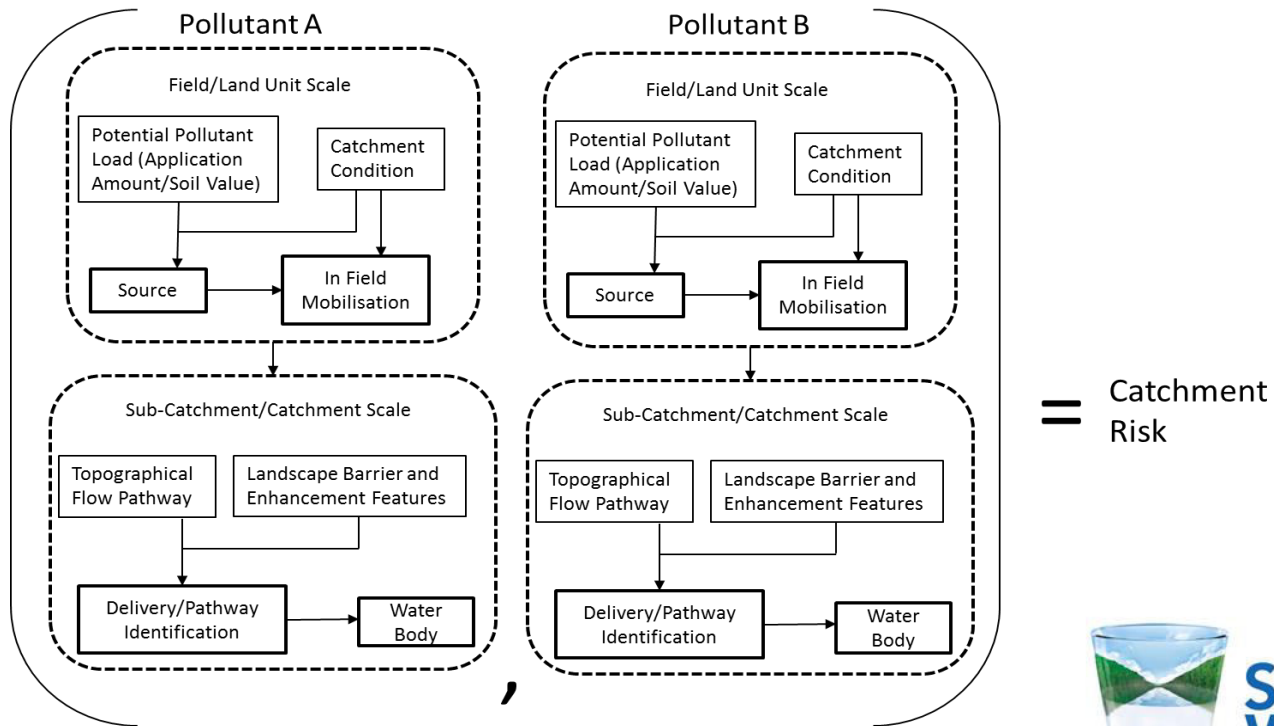 Pollutant A
Field/Land Unit Scale
Potential Pollutant
Load (Application
Amount/Soil Value)
Catchment
Condition
Source
In Field
Mobilisation
Sub-Catchment/Catchment Scale
Topographical
Flow Pathway
Landscape Barrier and
Enhancement Features
Delivery/Pathway
Identification
Water
Body
,
Pollutant B
Field/Land Unit Scale
Potential Pollutant
Load (Application
Amount/Soil Value)
Catchment
Condition
Source
In Field
Mobilisation
Sub-Catchment/Catchment Scale
Topographical
Flow Pathway
Landscape Barrier and
Enhancement Features
Delivery/Pathway
Identification
Water
Body
= Catchment
Risk